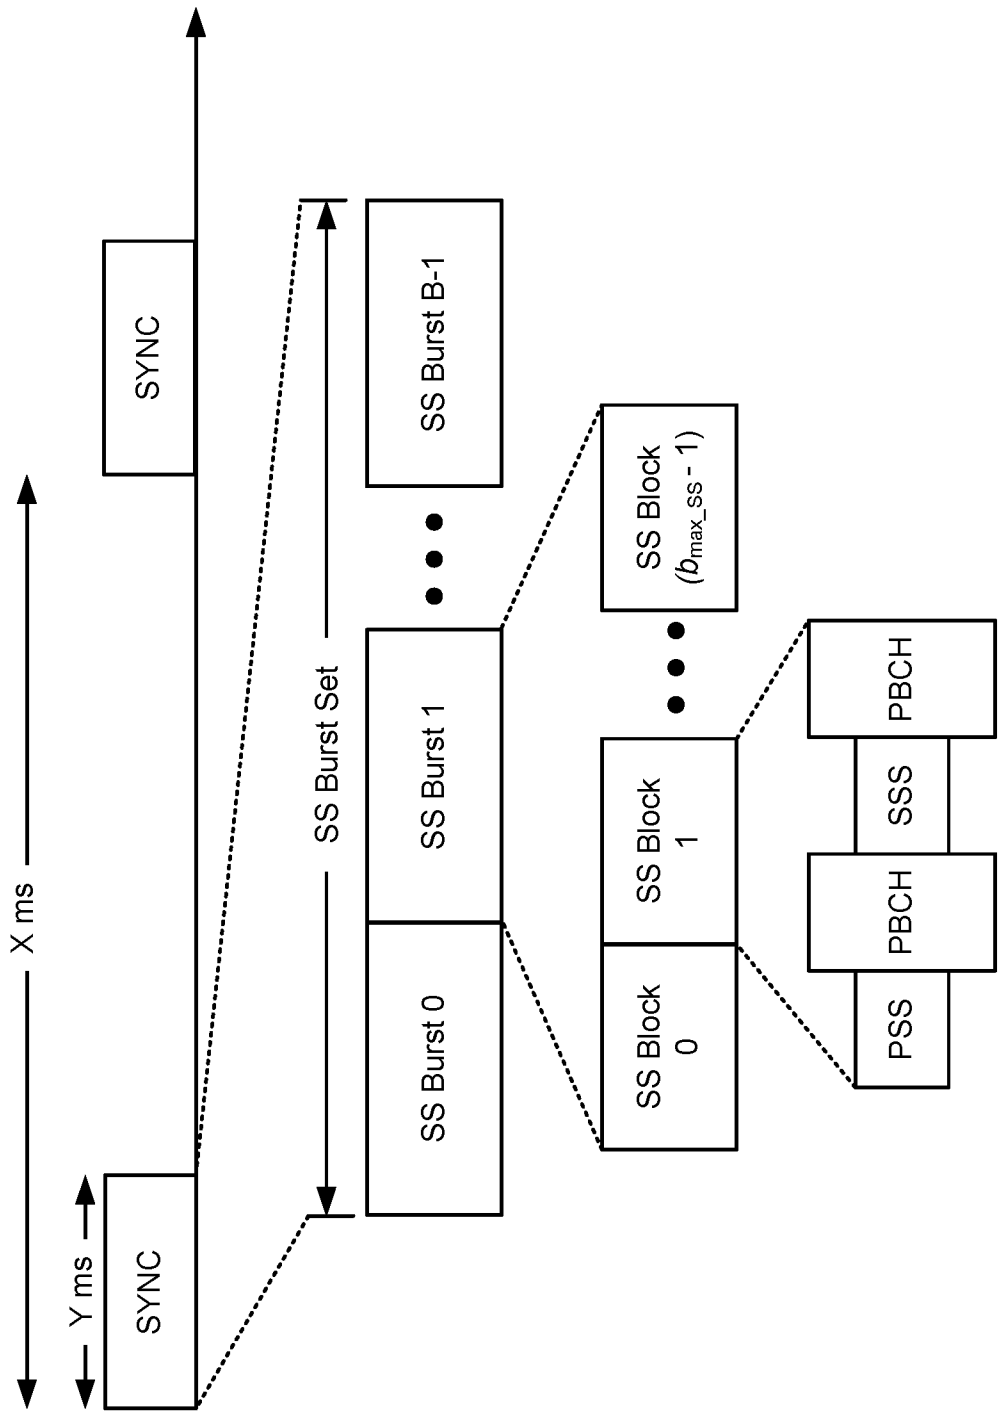 X ms
Y ms
SYNC
SYNC
SS Burst Set
SS Burst 0
SS Burst 1
SS Burst B-1
SS Block
0
SS Block
1
SS Block
(bmax_ss - 1)
PSS
PBCH
SSS
PBCH